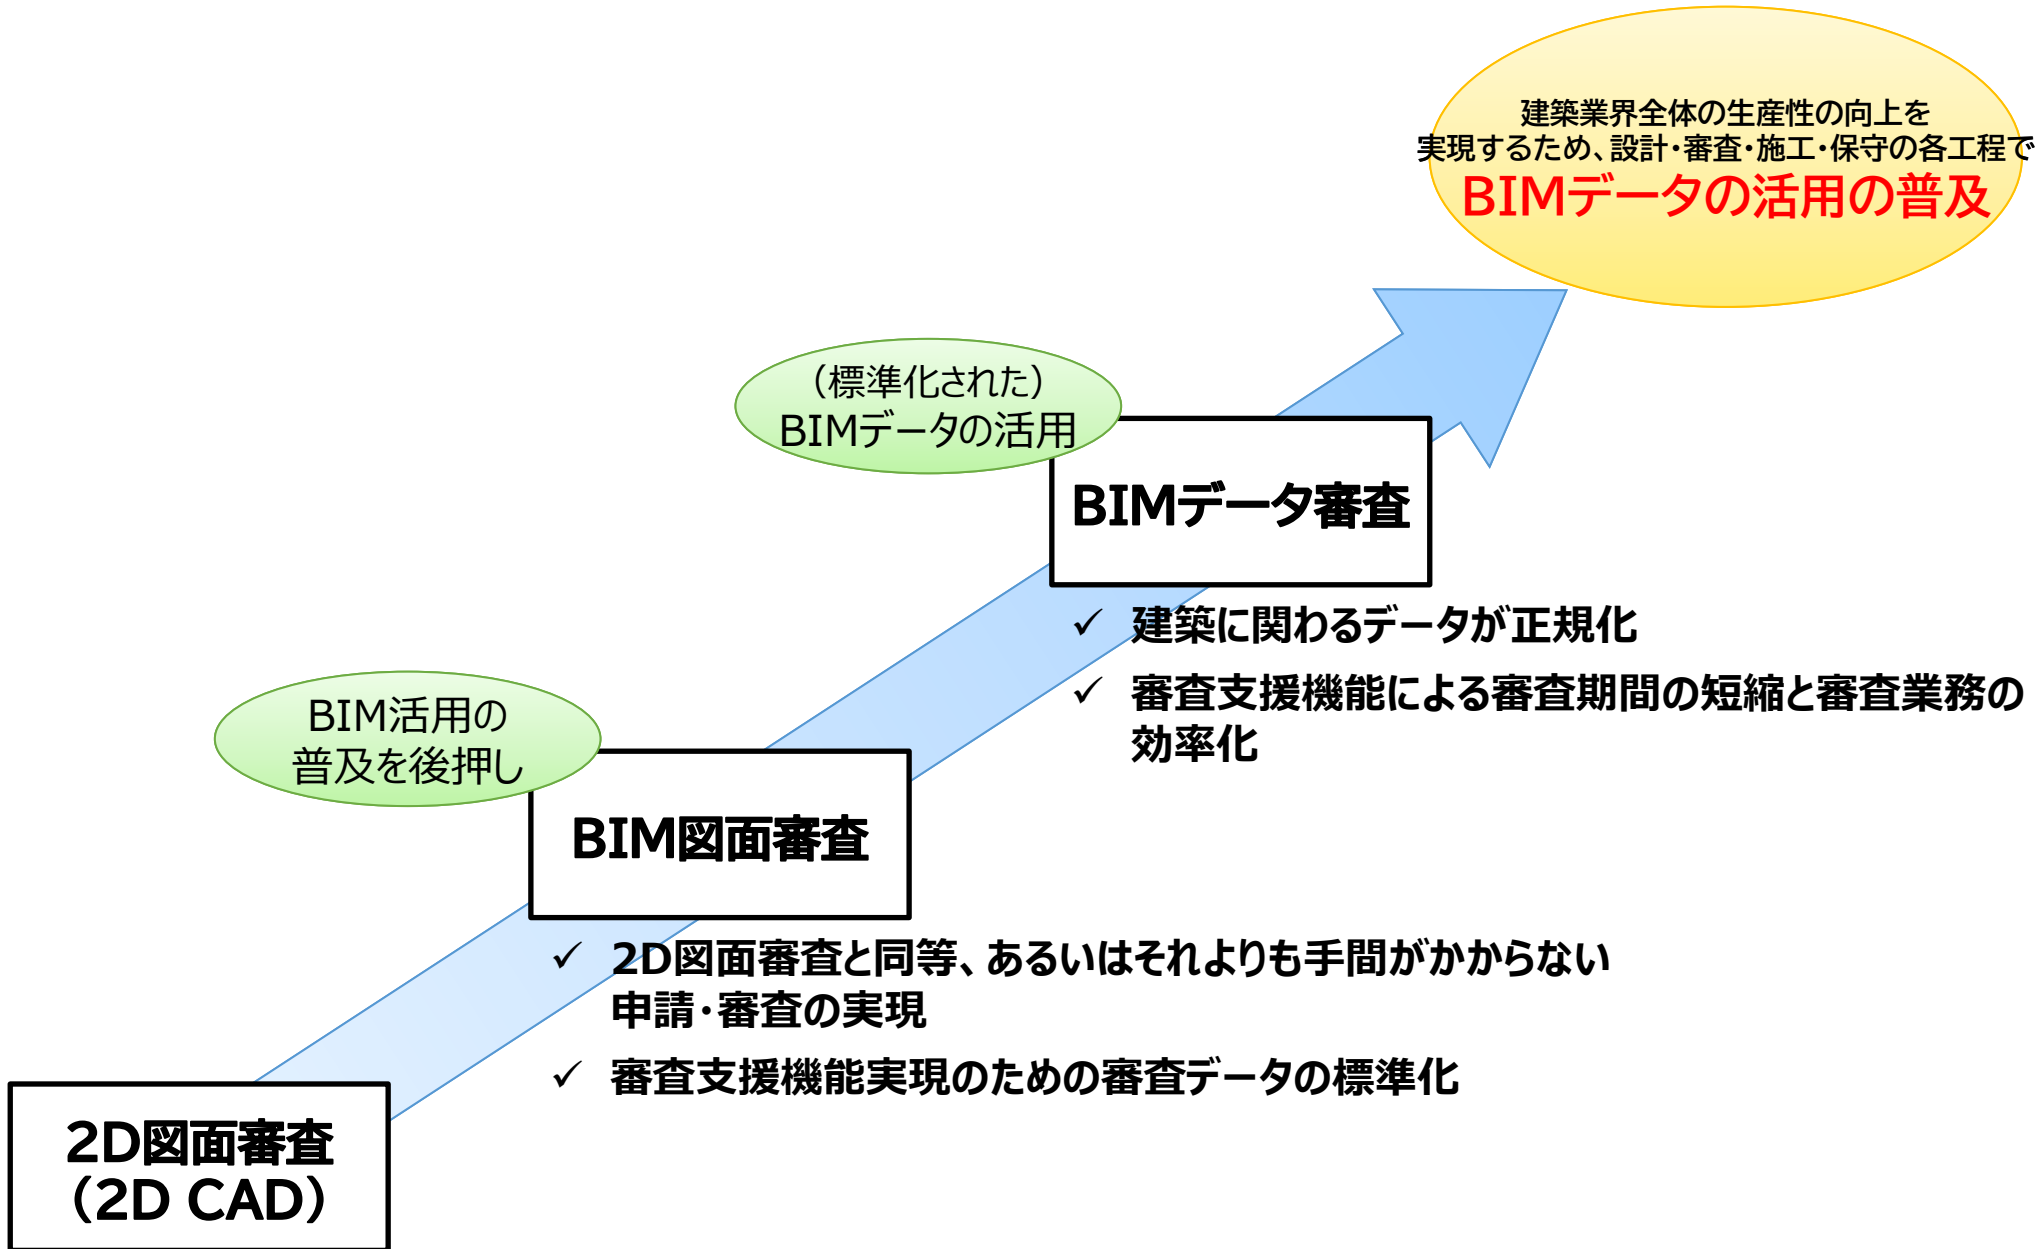 建築業界全体の生産性の向上を
実現するため、設計・審査・施工・保守の各工程で
BIMデータの活用の普及
（標準化された）
BIMデータの活用
BIMデータ審査
✓ 建築に関わるデータが正規化
✓ 審査支援機能による審査期間の短縮と審査業務の
効率化
BIM活用の
普及を後押し
BIM図面審査
✓ 2D図面審査と同等、あるいはそれよりも手間がかからない
申請・審査の実現
✓ 審査支援機能実現のための審査データの標準化
2D図面審査
（2D CAD）